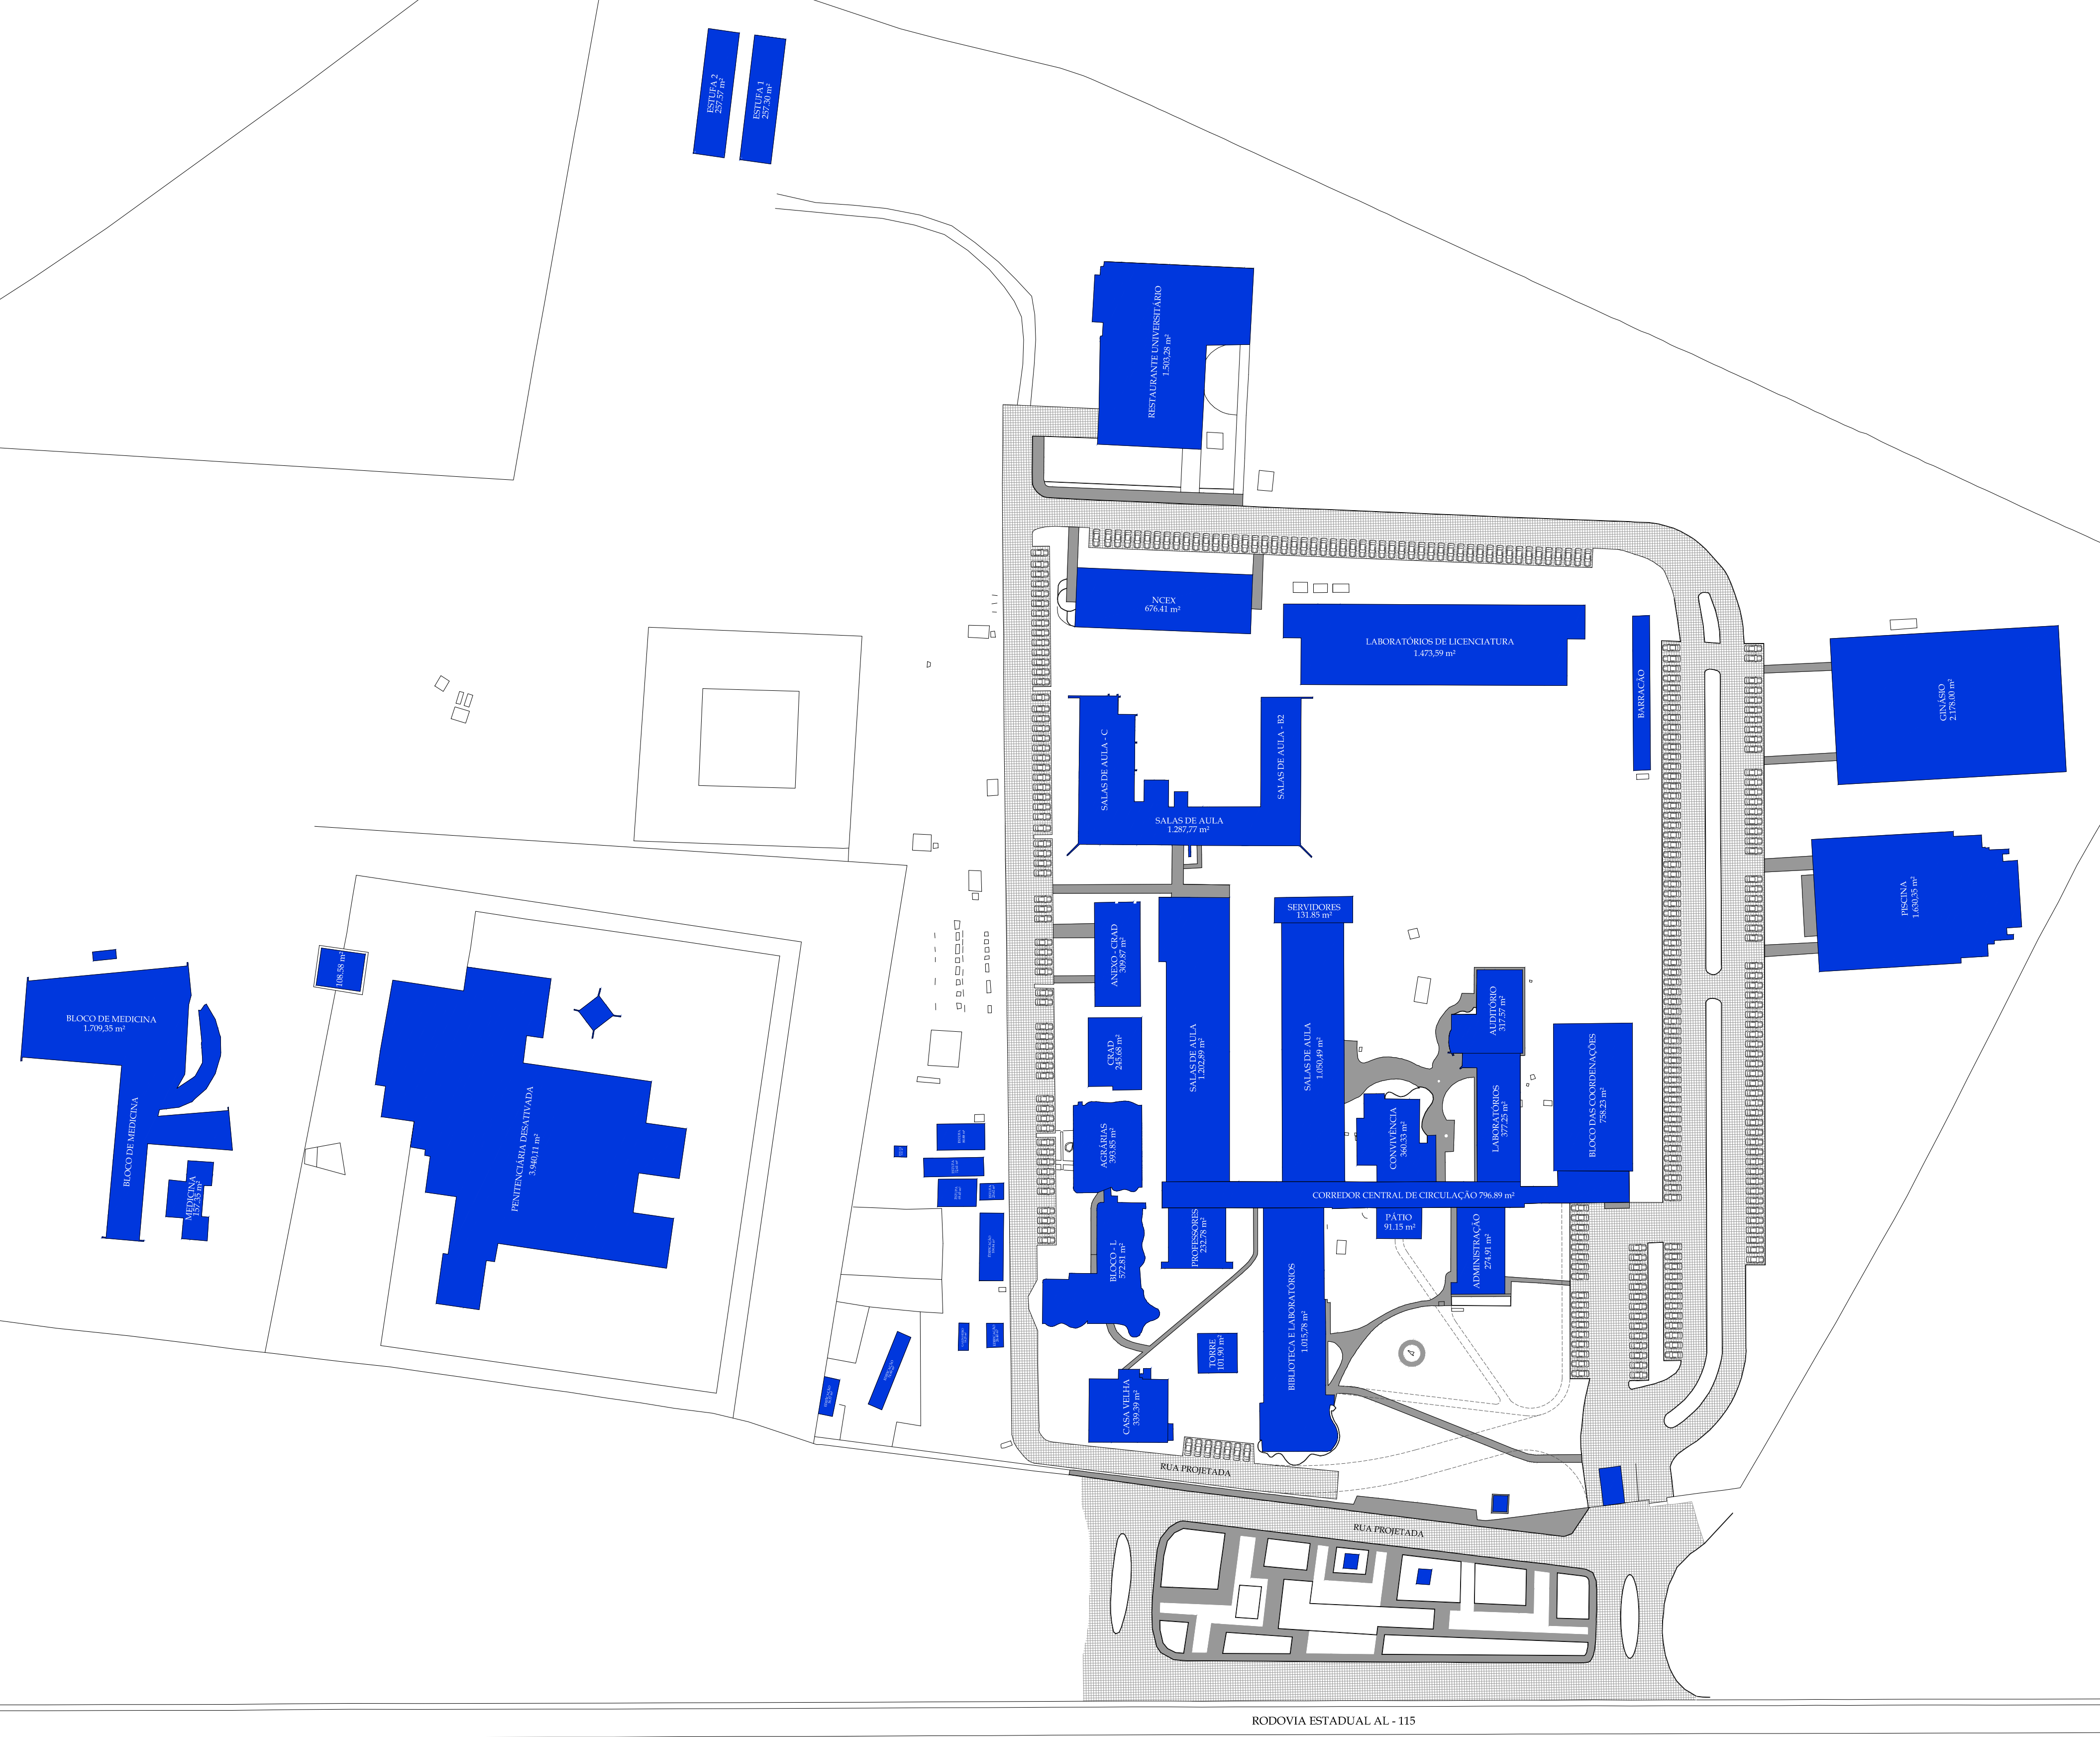 ESTUFA 2
257.57 m²
ESTUFA 1
257.30 m²
RESTAURANTE UNIVERSITÁRIO
1.503,28 m²
NCEX
676.41 m²
LABORATÓRIOS DE LICENCIATURA
1.473,59 m²
BARRACÃO
GINÁSIO
2.178.00 m²
SALAS DE AULA - C
SALAS DE AULA - B2
SALAS DE AULA
1.287,77 m²
PISCINA
1.630,35 m²
SERVIDORES
131.85 m²
ANEXO - CRAD
309.87 m²
108.58 m²
BLOCO DE MEDICINA
1.709,35 m²
AUDITÓRIO
317.57 m²
CRAD
245.68 m²
SALAS DE AULA
1.202,89 m²
SALAS DE AULA
1.050,49 m²
BLOCO DAS COORDENAÇÕES
758.23 m²
LABORATÓRIOS
377.25 m²
CONVIVÊNCIA
360.33 m²
AGRÁRIAS
393.85 m²
PENITENCIÁRIA DESATIVADA
3.940,11 m²
BLOCO DE MEDICINA
MEDICINA
157.35 m²
CORREDOR CENTRAL DE CIRCULAÇÃO 796.89 m²
PROFESSORES
232.78 m²
PÁTIO
91.15 m²
ADMINISTRAÇÃO
274.91 m²
BLOCO - L
572.81 m²
BIBLIOTECA E LABORATÓRIOS
1.015,78 m²
TORRE
101.90 m²
CASA VELHA
339.39 m²
RUA PROJETADA
RUA PROJETADA
RODOVIA ESTADUAL AL - 115